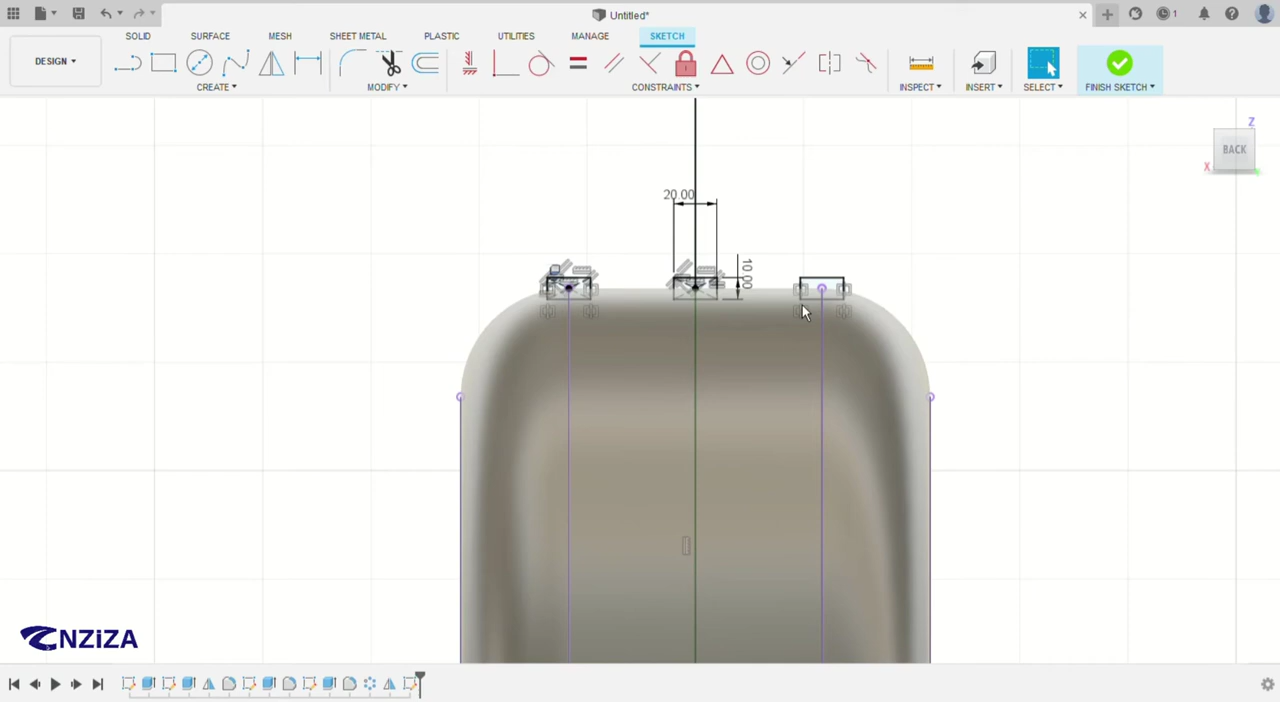 Untitled*
1
DESIGN
SOLID
SURFACE
MESH
SHEET METAL
PLASTIC
UTILITIES
MANAGE
SKETCH
CREATE
MODIFY
CONSTRAINTS
INSPECT
INSERT
SELECT
FINISH SKETCH
Z
BACK
X
20.00
10.00
NZIZA